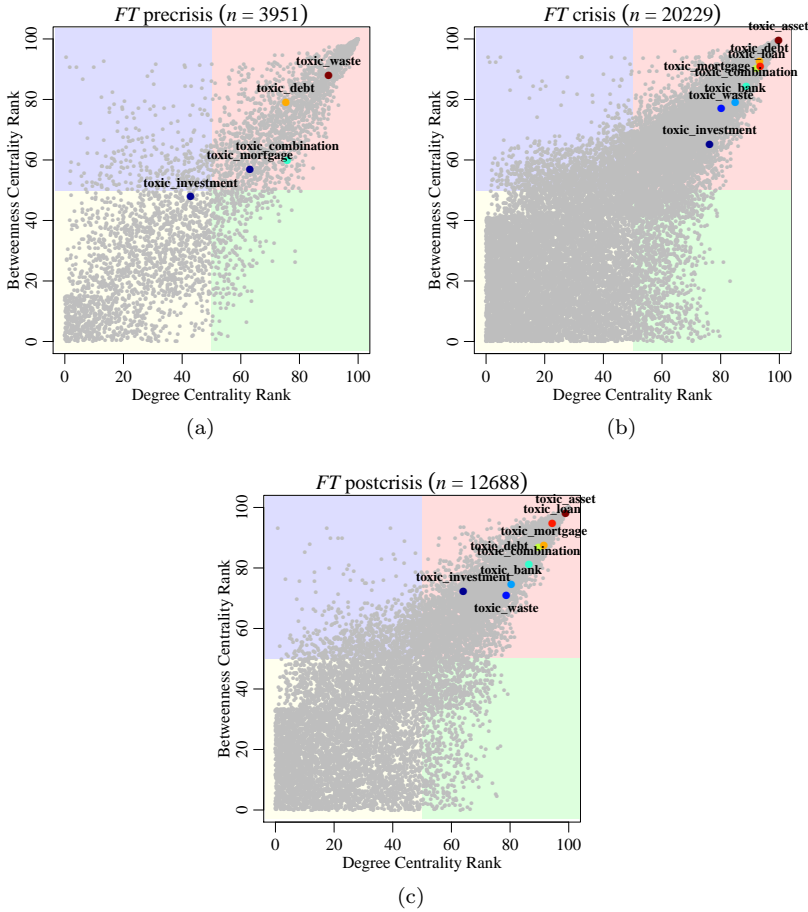 FT precrisis (n = 3951)
Betweenness Centrality Rank
100
80
60
40
20
0
toxic_waste
toxic_debt
toxic_combination
toxic_mortgage
toxic_investment
0 20 40 60 80 100
Degree Centrality Rank
(a)
FT crisis (n = 20229)
Betweenness Centrality Rank
100
80
60
40
20
0
toxic_asset
toxic_debt
toxic_loan
toxic_mortgage
toxic_combination
toxic_bank
toxic_waste
toxic_investment
0 20 40 60 80 100
Degree Centrality Rank
(b)
FT postcrisis (n = 12688)
Betweenness Centrality Rank
100
80
60
40
20
0
toxic_asset
toxic_loan
toxic_mortgage
toxic_debt
toxic_combination
toxic_bank
toxic_investment
toxic_waste
0 20 40 60 80 100
Degree Centrality Rank
(c)